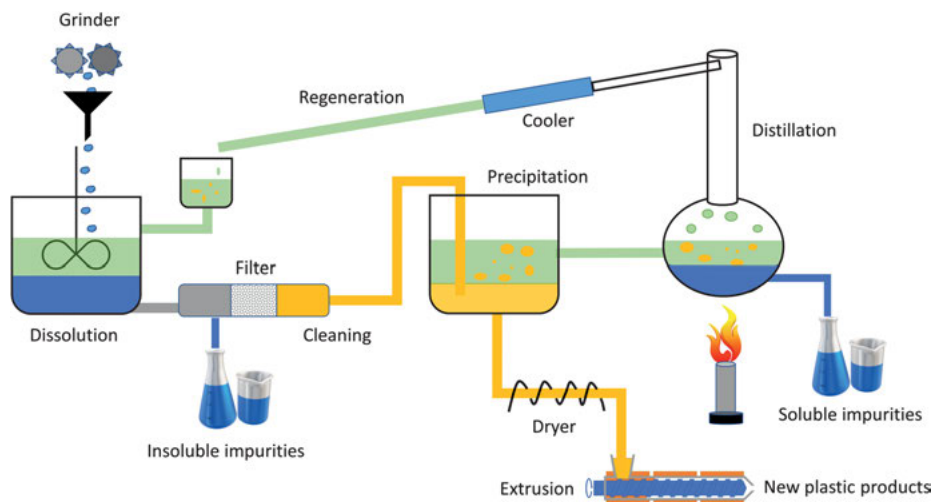 Grinder
Regeneration
Cooler
Distillation
Precipitation
Filter
Dissolution
Cleaning
Insoluble impurities
Dryer
Soluble impurities
Extrusion
New plastic products